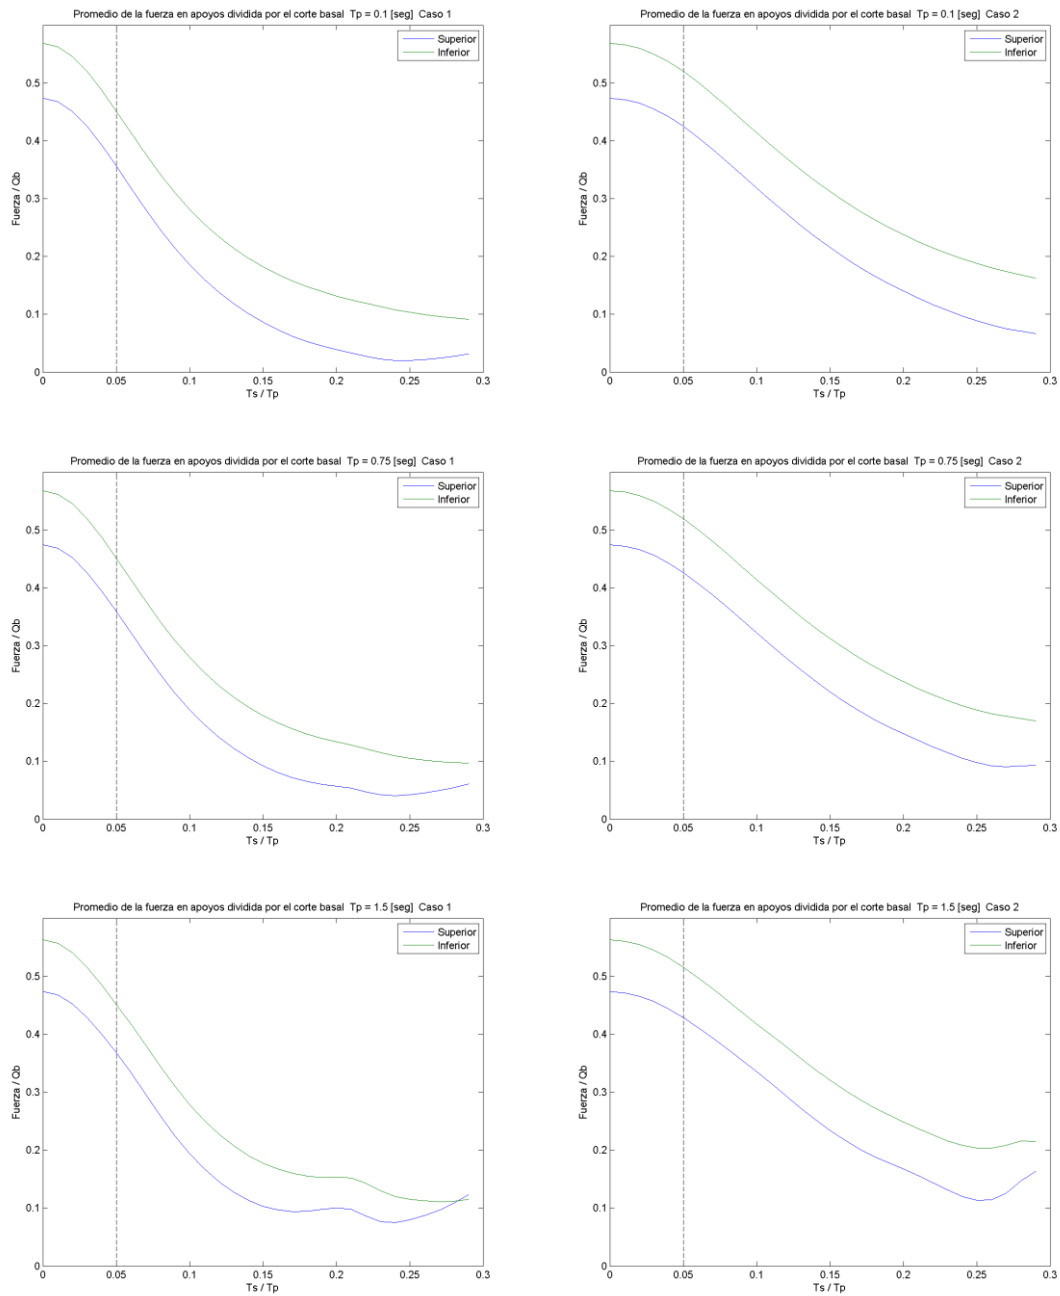 Promedio de la fuerza en apoyos dividida por el corte basal Tp = 0.1 [seg] Caso 1
Superior
Inferior
0.5
0.4
0.3
0.2
0.1
0
Fuerza / Qb
0 0.05 0.1 0.15 0.2 0.25 0.3
Ts / Tp
Promedio de la fuerza en apoyos dividida por el corte basal Tp = 0.1 [seg] Caso 2
Superior
Inferior
0.5
0.4
0.3
0.2
0.1
0
Fuerza / Qb
0 0.05 0.1 0.15 0.2 0.25 0.3
Ts / Tp
Promedio de la fuerza en apoyos dividida por el corte basal Tp = 0.75 [seg] Caso 1
Superior
Inferior
0.5
0.4
0.3
0.2
0.1
0
Fuerza / Qb
0 0.05 0.1 0.15 0.2 0.25 0.3
Ts / Tp
Promedio de la fuerza en apoyos dividida por el corte basal Tp = 0.75 [seg] Caso 2
Superior
Inferior
0.5
0.4
0.3
0.2
0.1
0
Fuerza / Qb
0 0.05 0.1 0.15 0.2 0.25 0.3
Ts / Tp
Promedio de la fuerza en apoyos dividida por el corte basal Tp = 1.5 [seg] Caso 1
Superior
Inferior
0.5
0.4
0.3
0.2
0.1
0
Fuerza / Qb
0 0.05 0.1 0.15 0.2 0.25 0.3
Ts / Tp
Promedio de la fuerza en apoyos dividida por el corte basal Tp = 1.5 [seg] Caso 2
Superior
Inferior
0.5
0.4
0.3
0.2
0.1
0
Fuerza / Qb
0 0.05 0.1 0.15 0.2 0.25 0.3
Ts / Tp